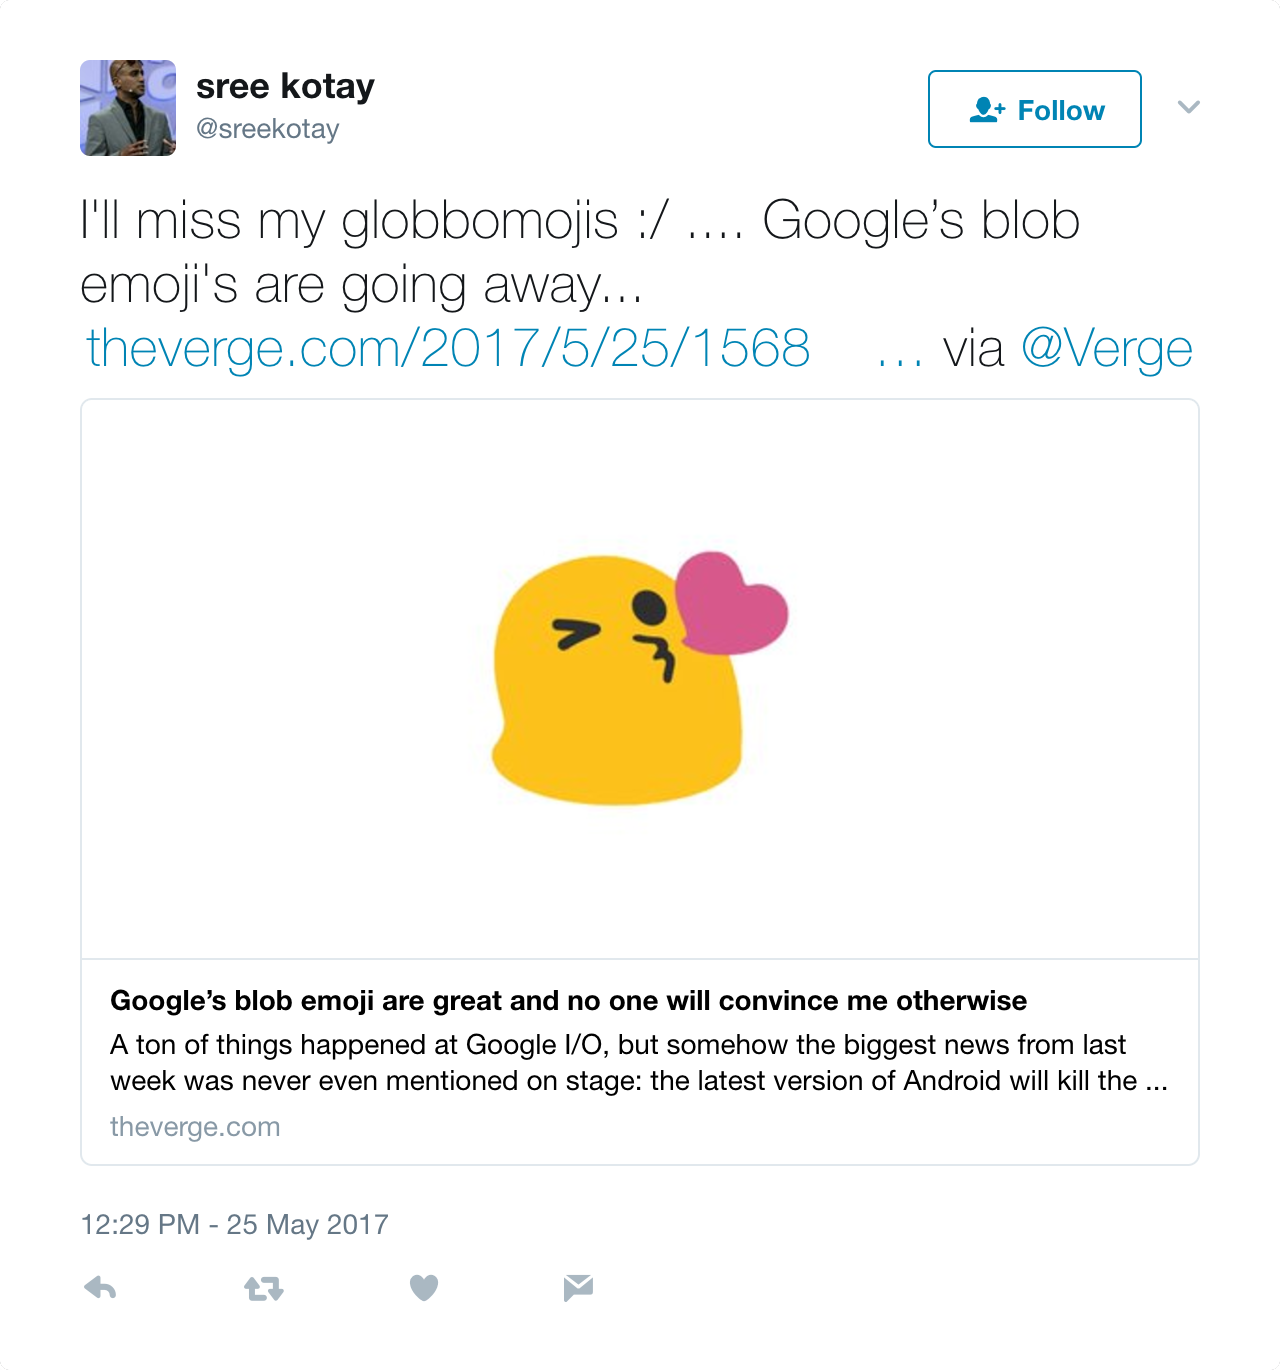 sree kotay
@sreekotay
Follow
I'll miss my globbomojis :/ .... Google’s blob
emoji's are going away...
theverge.com/2017/5/25/1568 ... via @Verge
Google’s blob emoji are great and no one will convince me otherwise
A ton of things happened at Google I/O, but somehow the biggest news from last
week was never even mentioned on stage: the latest version of Android will kill the ...
theverge.com
12:29 PM - 25 May 2017